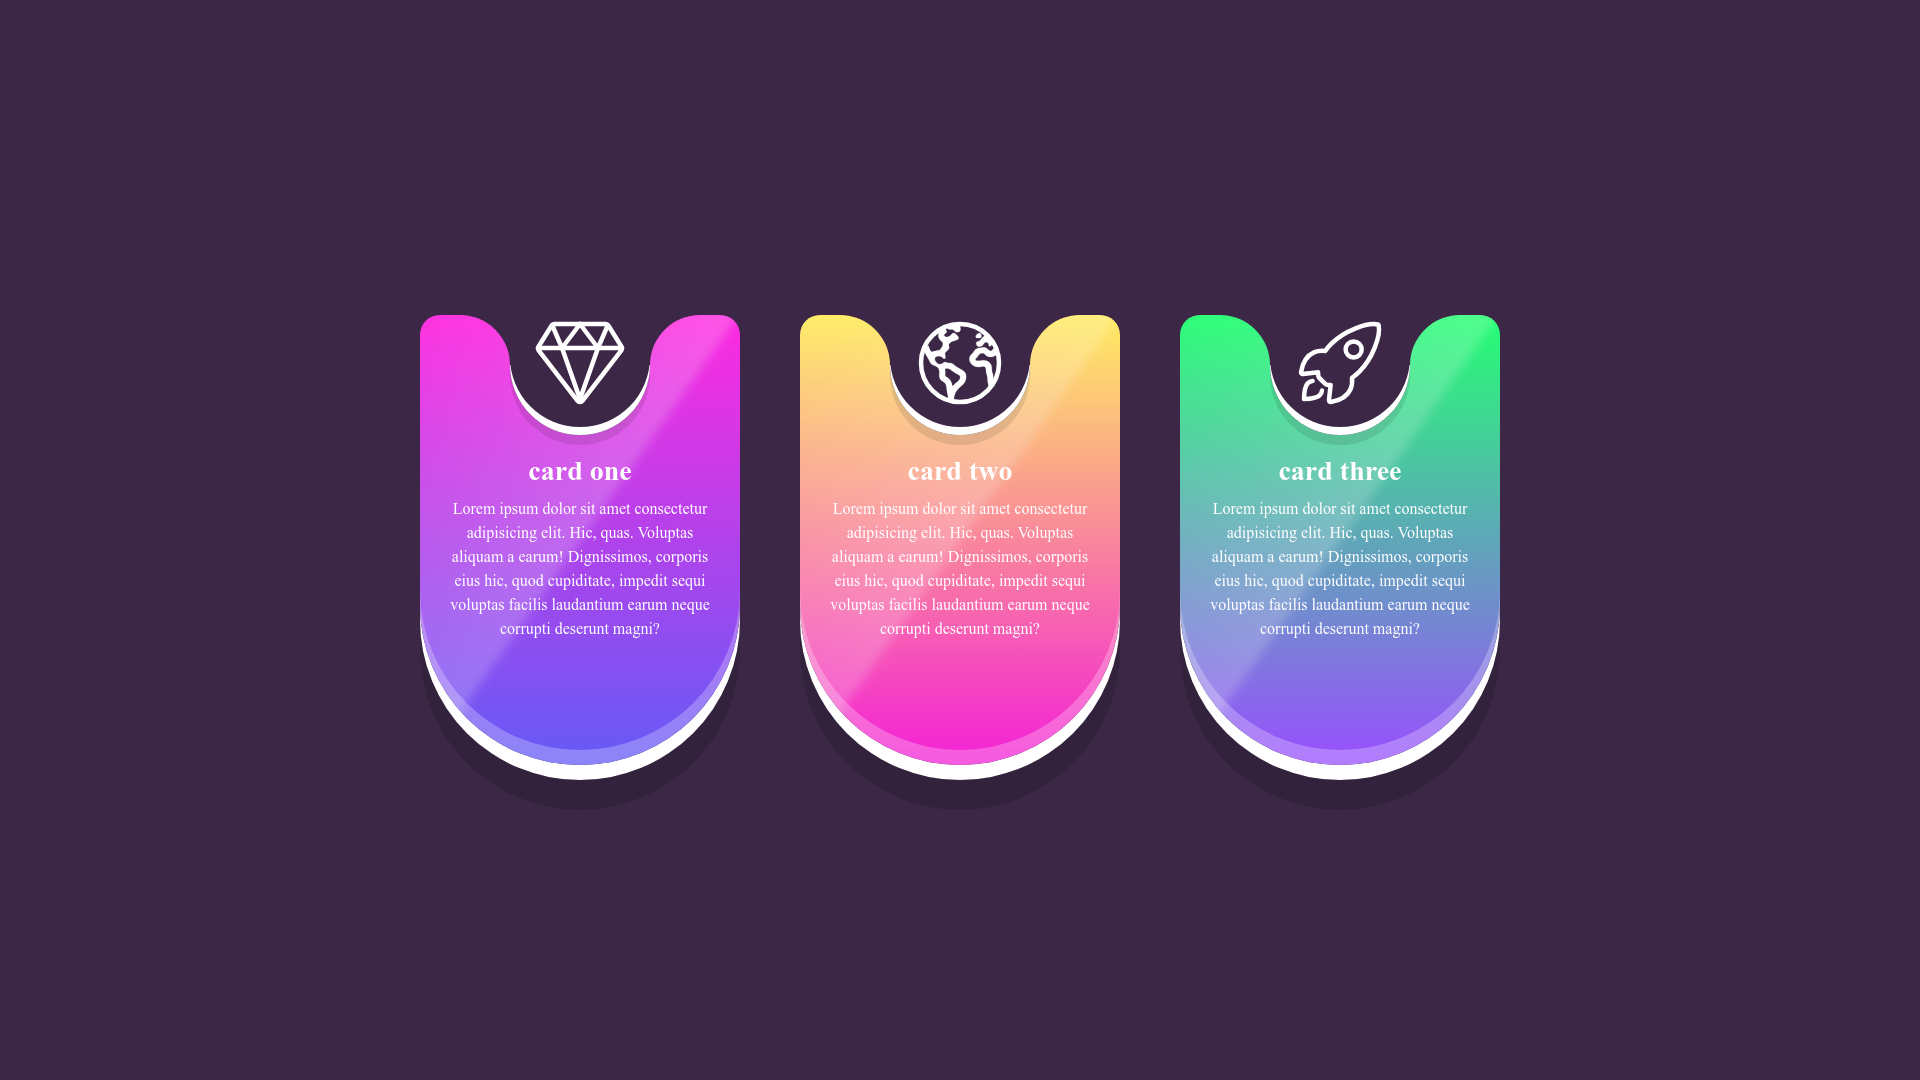 card one
Lorem ipsum dolor sit amet consectetur
adipisicing elit. Hic, quas. Voluptas
aliquam a earum! Dignissimos, corporis
eius hic, quod cupiditate, impedit sequi
voluptas facilis laudantium earum neque
corrupti deserunt magni?
card two
Lorem ipsum dolor sit amet consectetur
adipisicing elit. Hic, quas. Voluptas
aliquam a earum! Dignissimos, corporis
eius hic, quod cupiditate, impedit sequi
voluptas facilis laudantium earum neque
corrupti deserunt magni?
card three
Lorem ipsum dolor sit amet consectetur
adipisicing elit. Hic, quas. Voluptas
aliquam a earum! Dignissimos, corporis
eius hic, quod cupiditate, impedit sequi
voluptas facilis laudantium earum neque
corrupti deserunt magni?